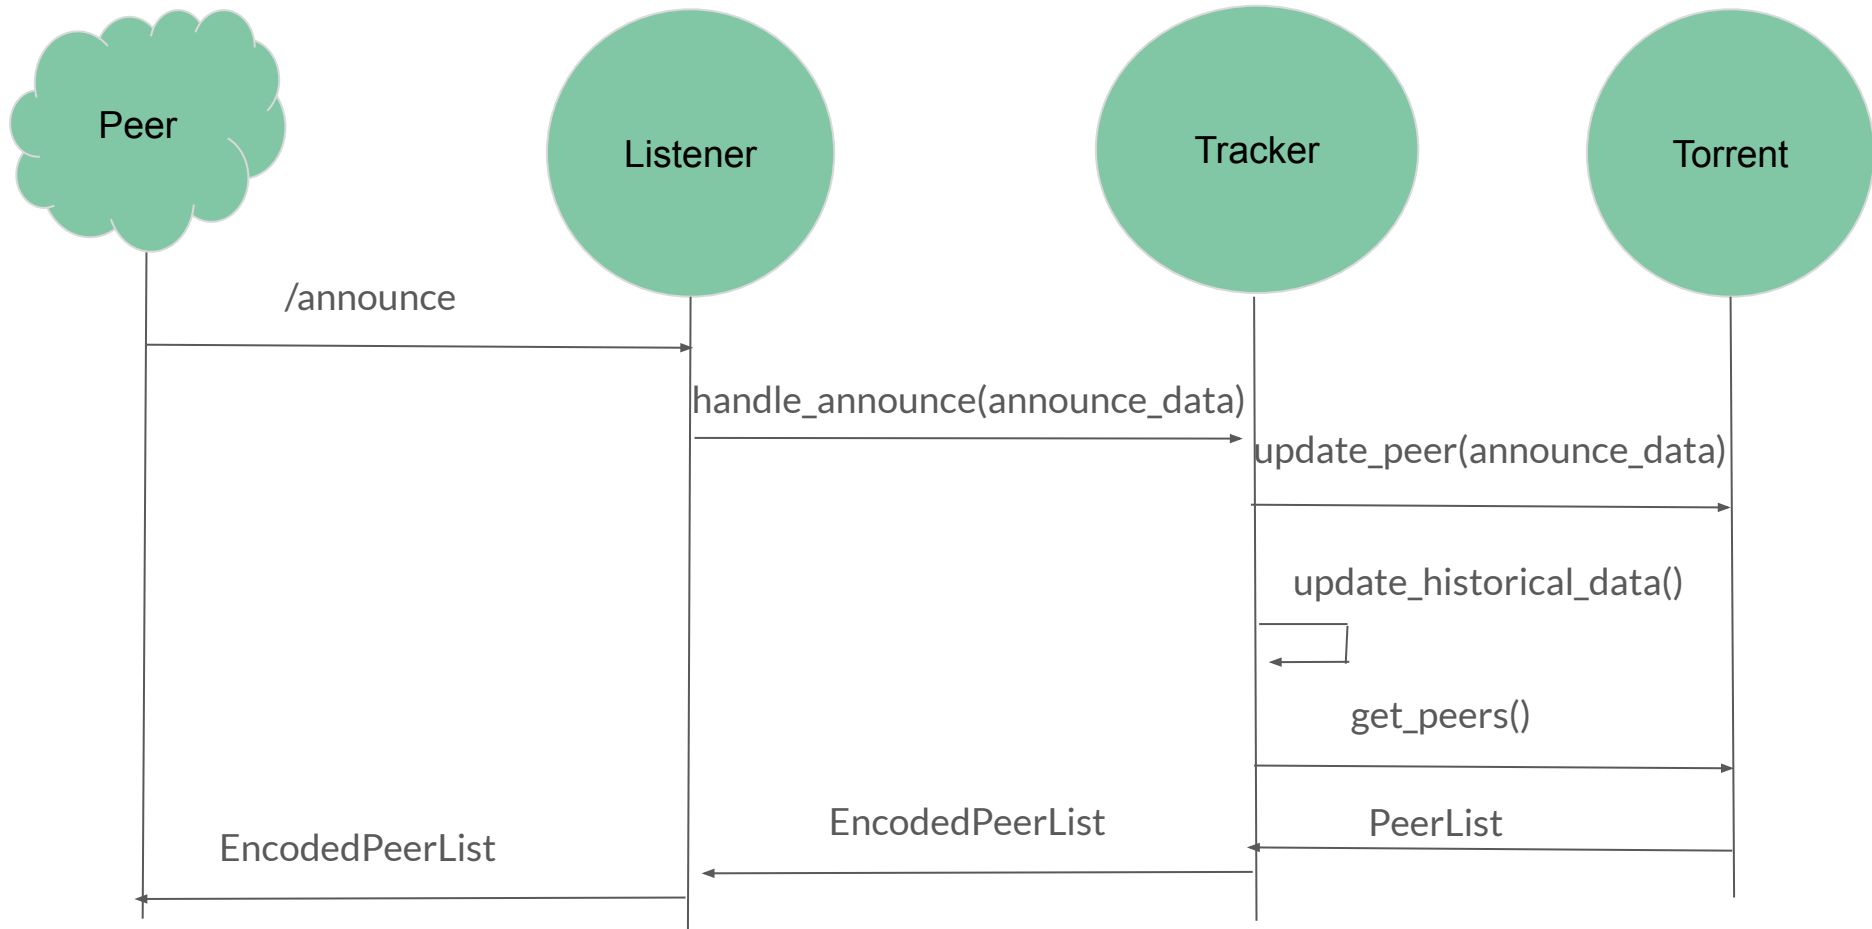 Peer
Listener
Tracker
Torrent
/announce
handle_announce(announce_data)
update_peer(announce_data)
update_historical_data()
get_peers()
PeerList
EncodedPeerList
EncodedPeerList